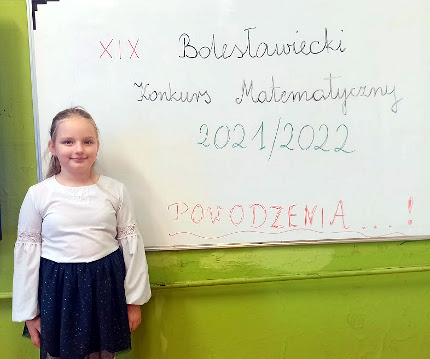 XIX Bolesławiecki
Konkurs Matematyczny
2021/2022
POWODZENIA...!